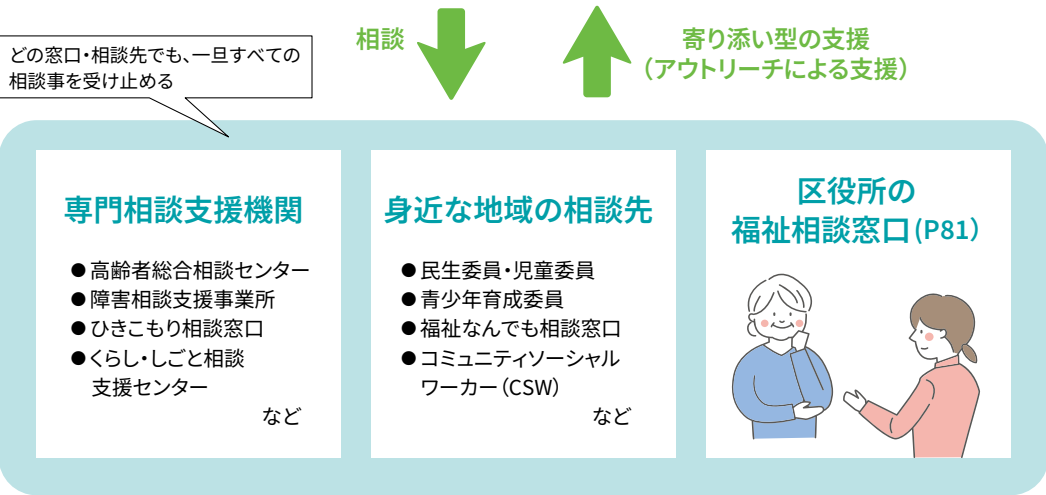 相談
寄り添い型の支援
（アウトリーチによる支援）
どの窓口・相談先でも、一旦すべての
相談事を受け止める
専門相談支援機関
●高齢者総合相談センター
●障害相談支援事業所
●ひきこもり相談窓口
●くらし・しごと相談
支援センター
など
身近な地域の相談先
●民生委員・児童委員
●青少年育成委員
●福祉なんでも相談窓口
●コミュニティソーシャル
ワーカー（CSW）
など
区役所の
福祉相談窓口（P81）